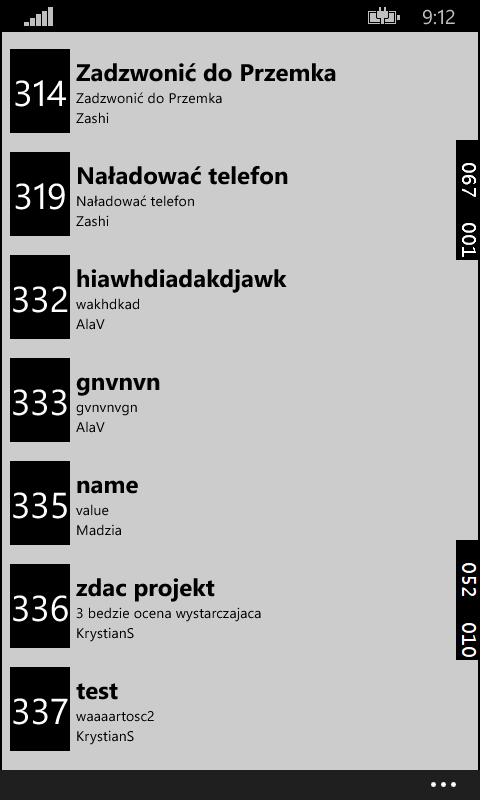 9:12
314
Zadzwonić do Przemka
Zadzwonić do Przemka
Zashi
319
Naładować telefon
Naładować telefon
Zashi
067 001
332
hiawhdiadakdjawk
wakhdkad
AlaV
333
gnvnvn
gvnvnvgn
AlaV
335
name
value
Madzia
336
zdac projekt
3 bedzie ocena wystarczajaca
KrystianS
052 010
337
test
waaaartosc2
KrystianS